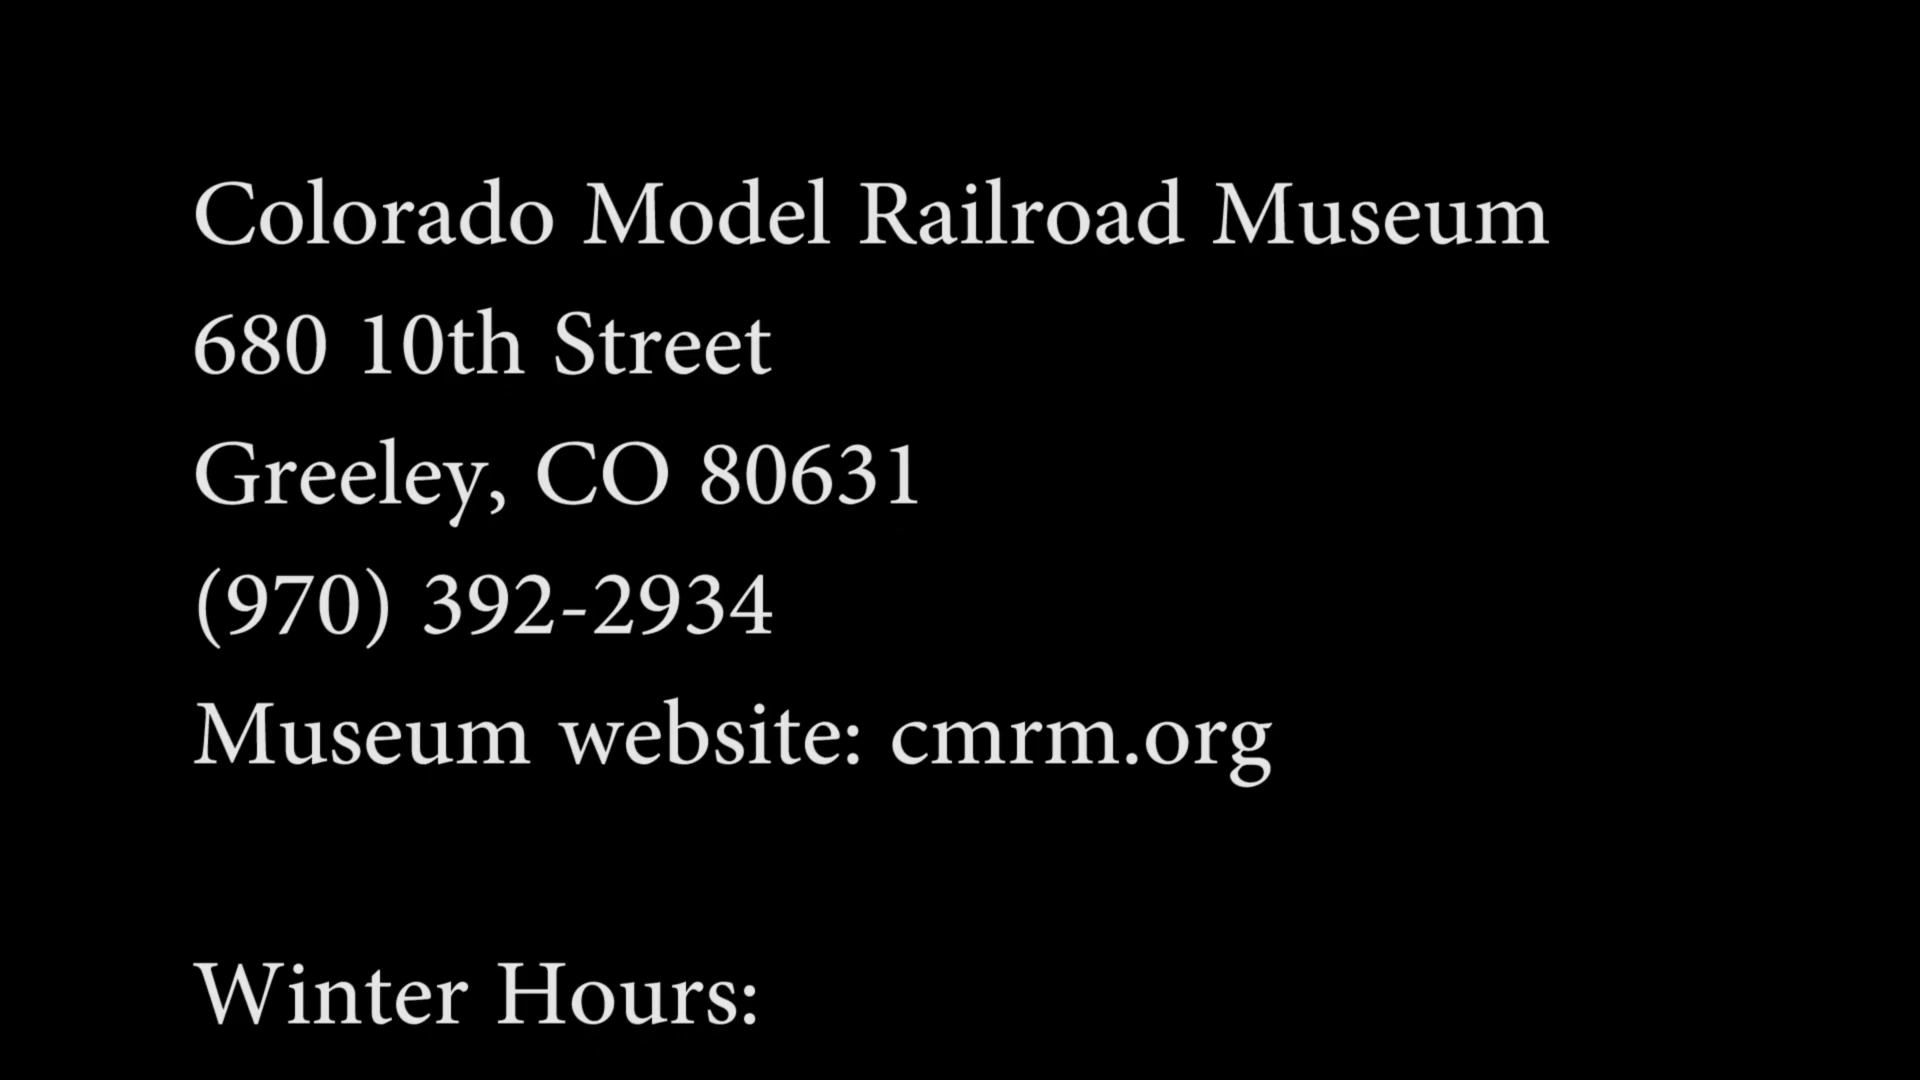 Colorado Model Railroad Museum
680 10th Street
Greeley, CO 80631
(970) 392-2934
Museum website: cmrm.org
Winter Hours: